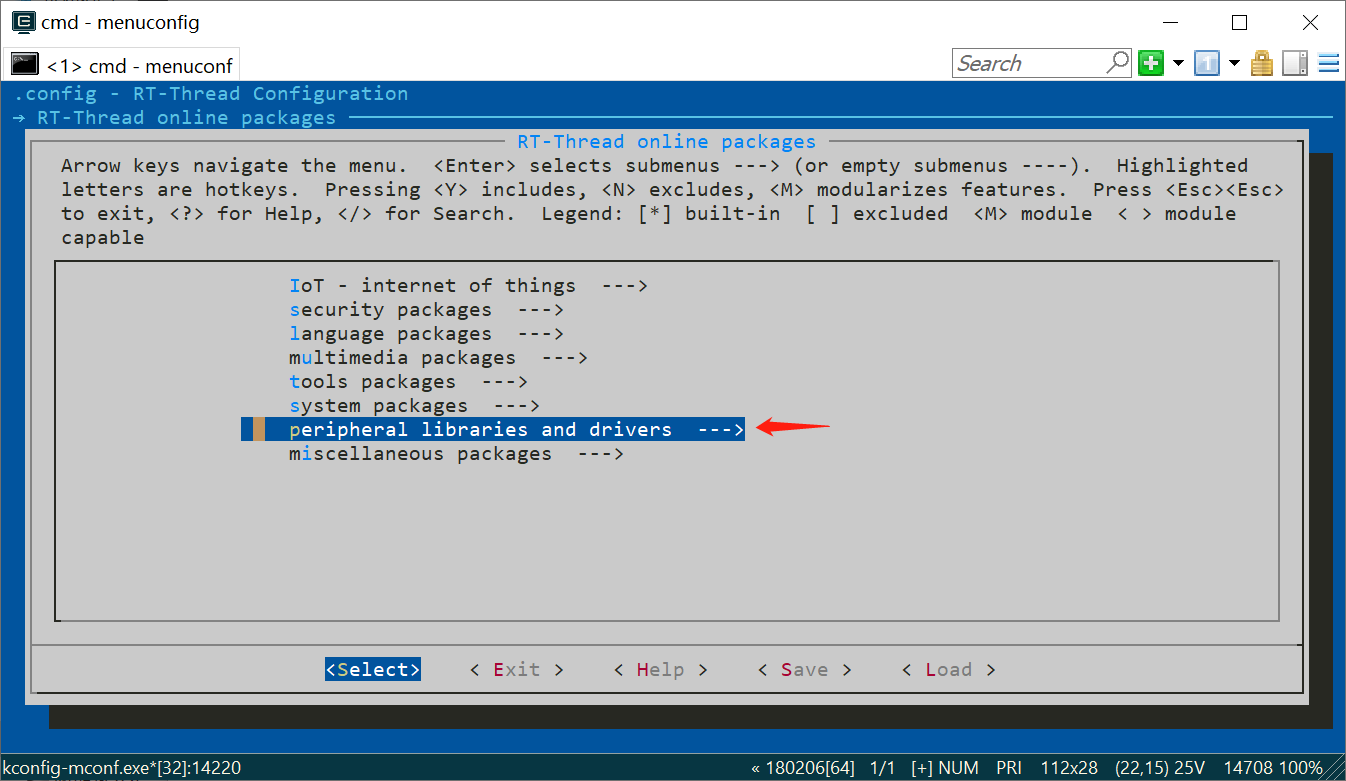 cmd - menuconfig
<1> cmd - menuconf
Search
1
.config - RT-Thread Configuration
→ RT-Thread online packages
RT-Thread online packages
Arrow keys navigate the menu.  <Enter> selects submenus ---> (or empty submenus ----).  Highlighted
letters are hotkeys.  Pressing <Y> includes, <N> excludes, <M> modularizes features.  Press <Esc><Esc>
to exit, <?> for Help, </> for Search.  Legend: [*] built-in  [ ] excluded  <M> module  < > module
capable
IoT - internet of things  --->
security packages  --->
language packages  --->
multimedia packages  --->
tools packages  --->
system packages  --->
peripheral libraries and drivers  --->
miscellaneous packages  --->
<Select>    < Exit >    < Help >    < Save >    < Load >
kconfig-mconf.exe*[32]:14220    « 180206[64]  1/1  [+] NUM  PRI  112x28  (22,15) 25V  14708 100%